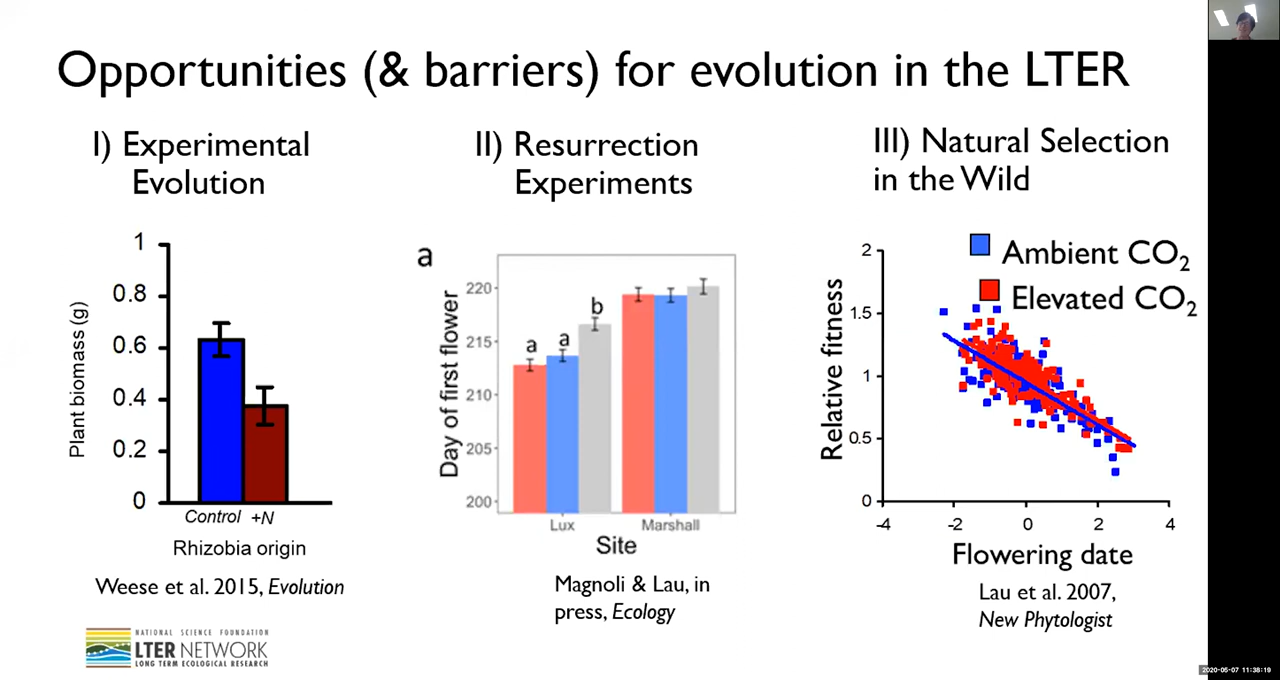 Opportunities (& barriers) for evolution in the LTER
I) Experimental
Evolution
1
0.8
0.6
0.4
0.2
0
Plant biomass (g)
Control +N
Rhizobia origin
Weese et al. 2015, Evolution
II) Resurrection
Experiments
a
220
215
210
205
200
Day of first flower
a
a
b
Lux
Marshall
Site
Magnoli & Lau, in
press, Ecology
III) Natural Selection
in the Wild
Ambient CO2
Elevated CO2
2
1.5
1
0.5
0
Relative fitness
-4
-2
0
2
4
Flowering date
Lau et al. 2007,
New Phytologist
NATIONAL SCIENCE FOUNDATION
LTER NETWORK
LONG TERM ECOLOGICAL RESEARCH
2020-05-07 11:38:19